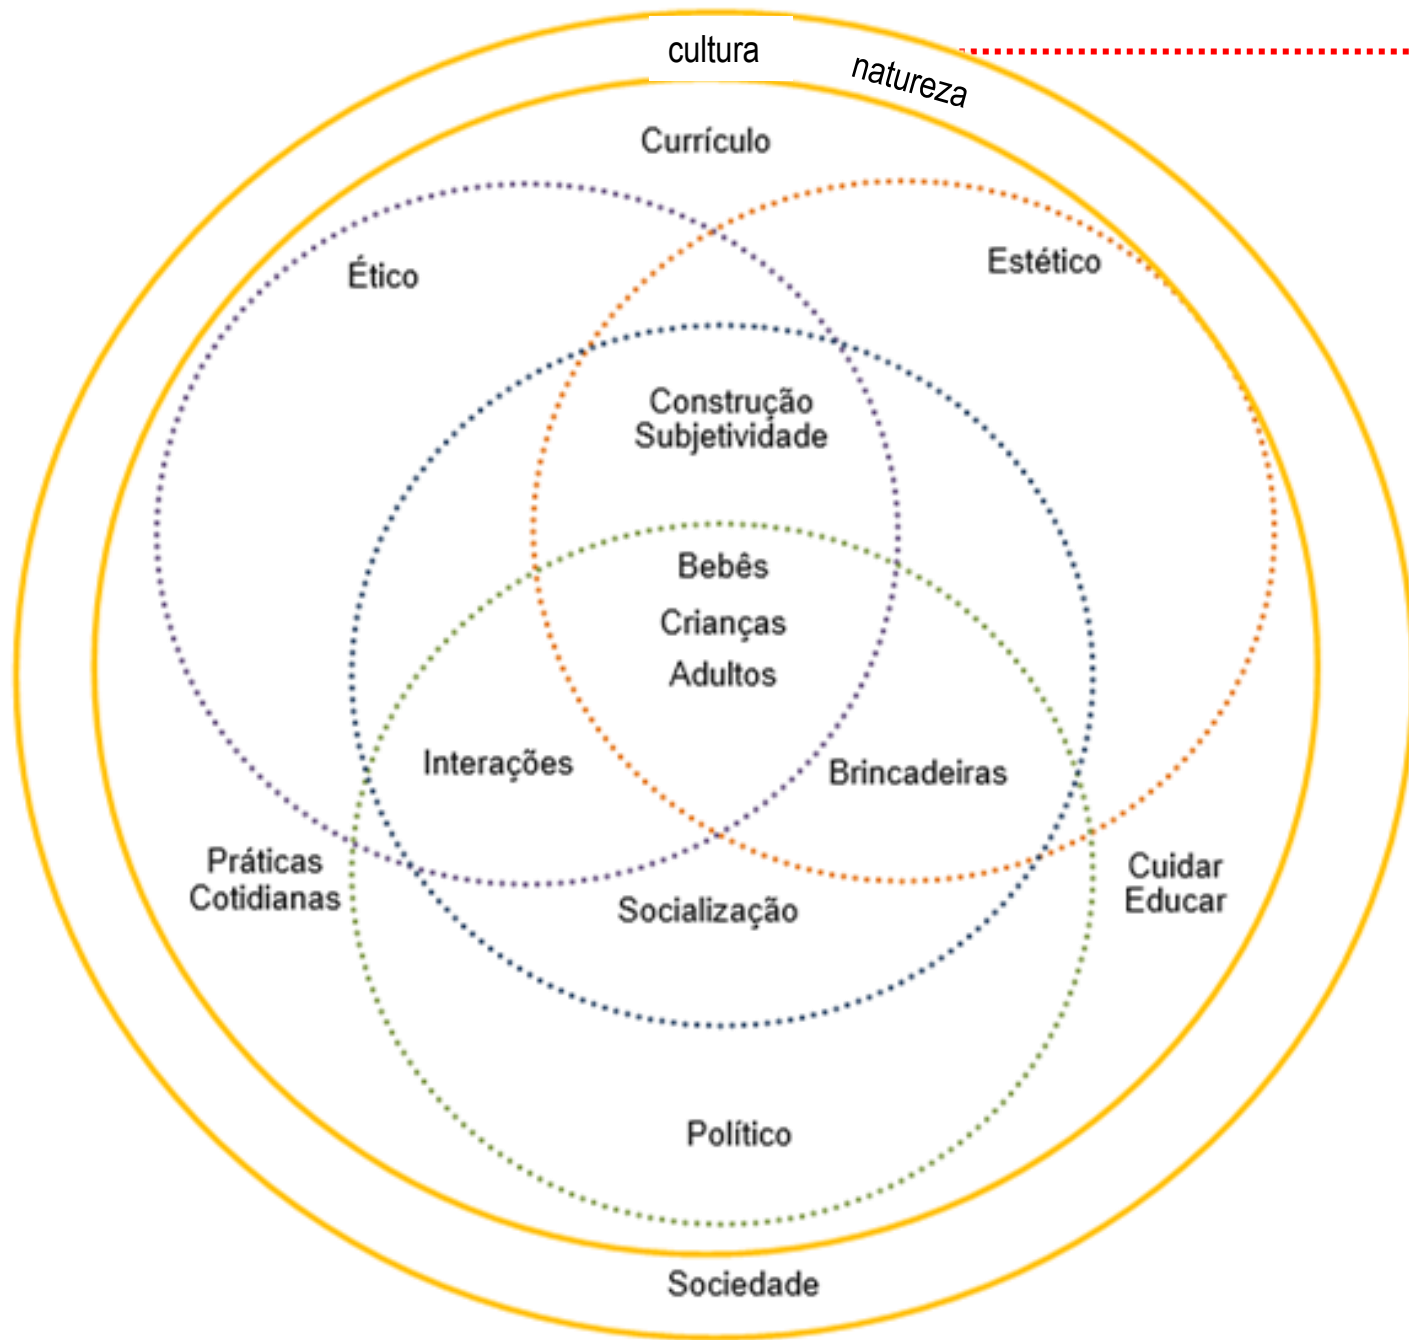 cultura
natureza
Currículo
Ético
Estético
Construção
Subjetividade
Bebês
Crianças
Adultos
Interações
Brincadeiras
Práticas
Cotidianas
Cuidar
Educar
Socialização
Político
Sociedade